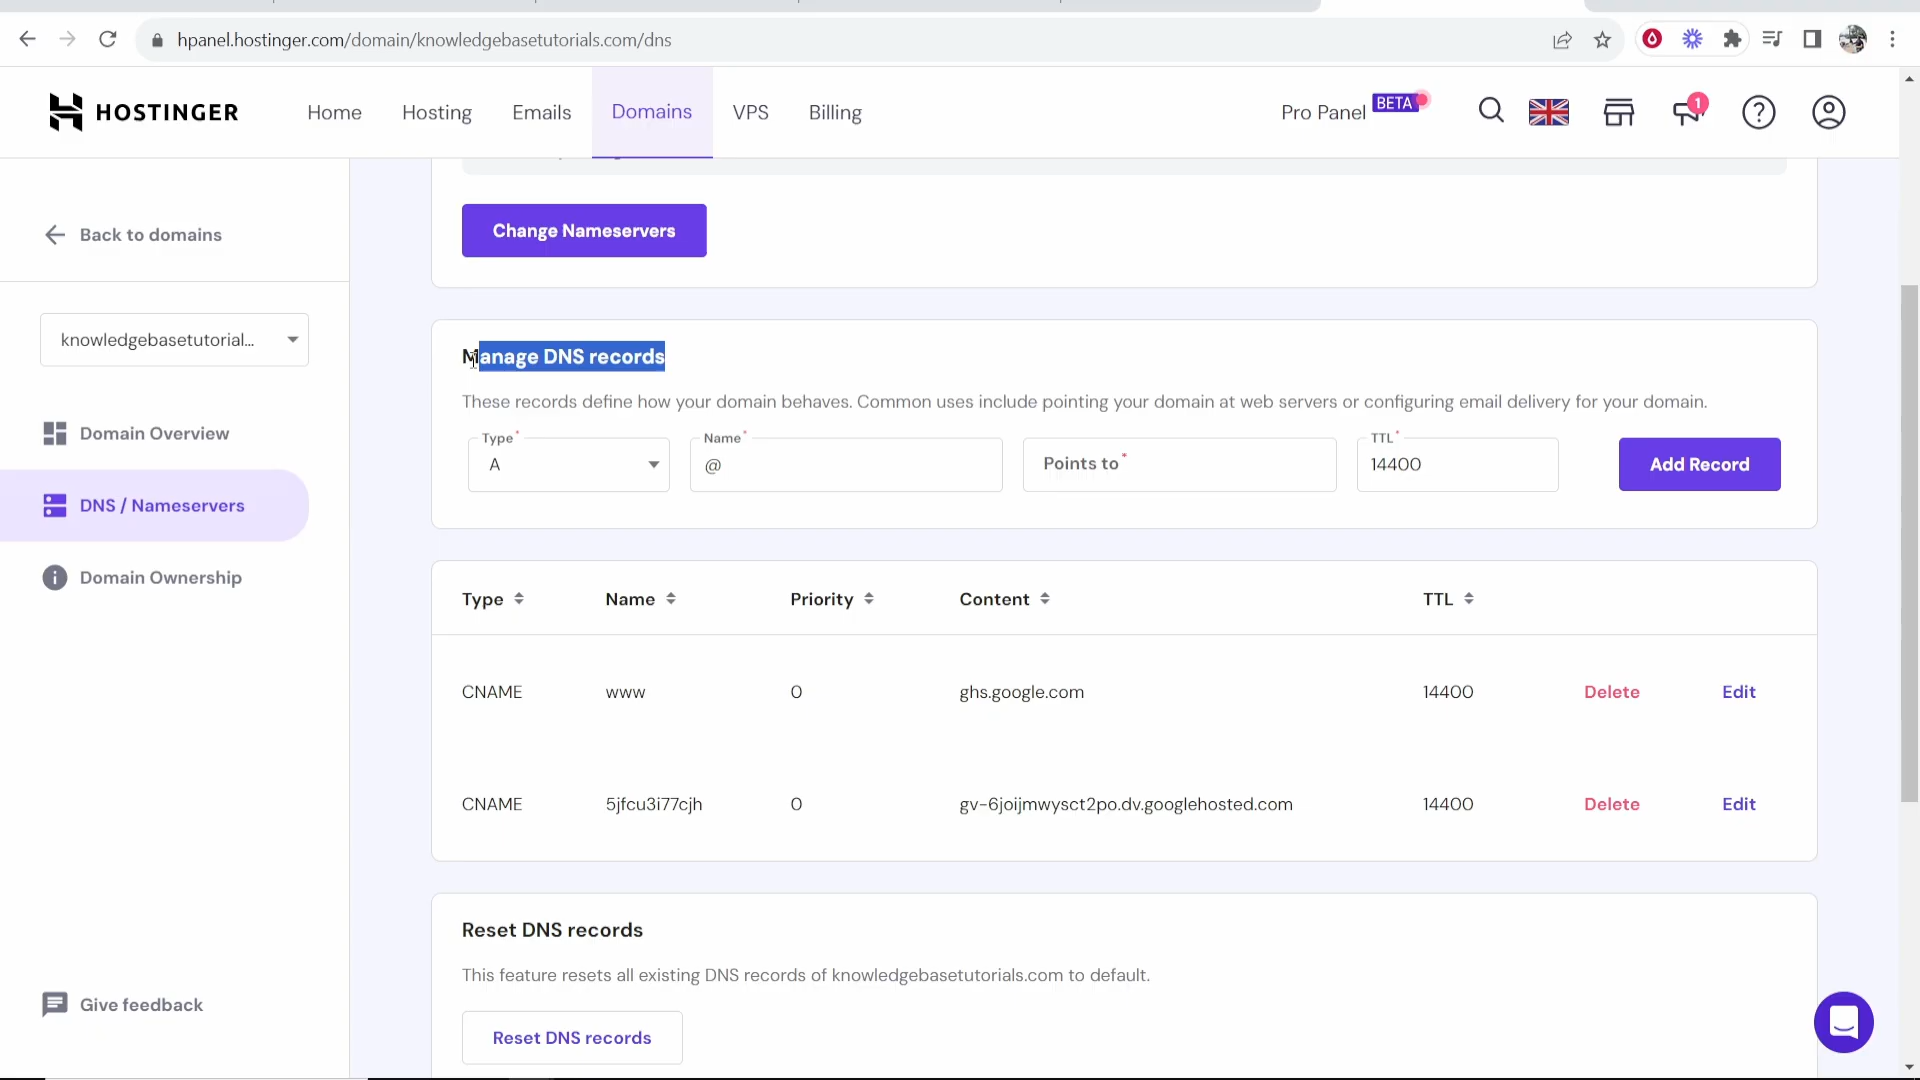 hpanel.hostinger.com/domain/knowledgebasetutorials.com/dns
HOSTINGER
Home
Hosting
Emails
Domains
VPS
Billing
Pro Panel
BETA
1
Back to domains
Change Nameservers
knowledgebasetutorial...
Manage DNS records
These records define how your domain behaves. Common uses include pointing your domain at web servers or configuring email delivery for your domain.
Type*
A
Name*
@
Points to*
TTL*
14400
Add Record
Domain Overview
DNS / Nameservers
Domain Ownership
Type Name Priority Content TTL
CNAME www 0 ghs.google.com 14400 Delete Edit
CNAME 5jfcu3i77cjh 0 gv-6joijmwysct2po.dv.googlehosted.com 14400 Delete Edit
Reset DNS records
This feature resets all existing DNS records of knowledgebasetutorials.com to default.
Reset DNS records
Give feedback